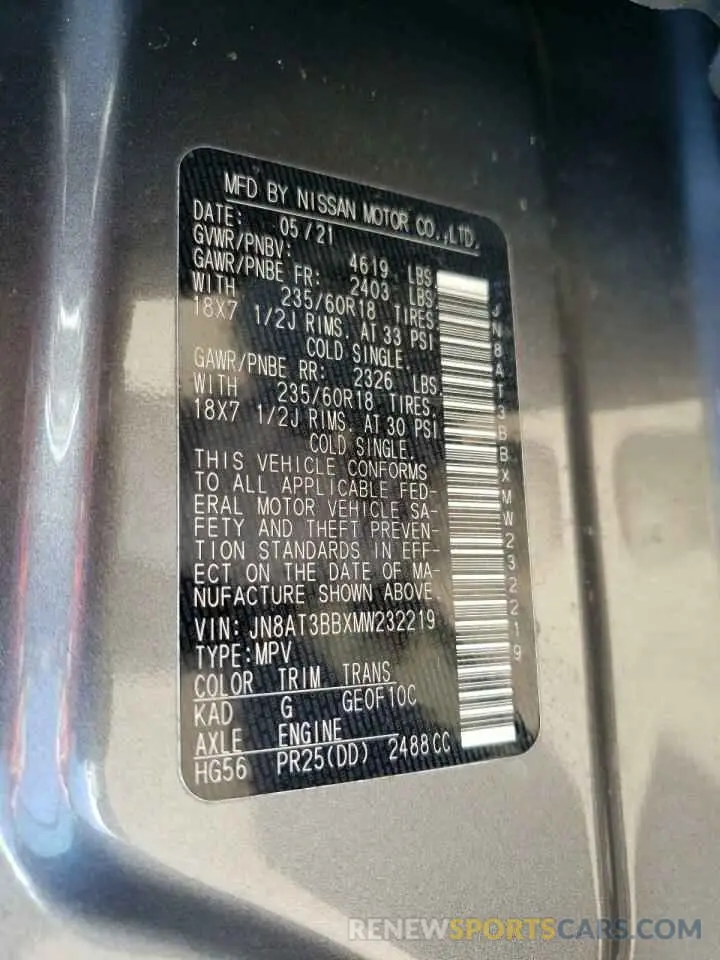 MFD BY NISSAN MOTOR CO.,LTD.
DATE: 05/21
GVWR/PNBV: 4619 LBS
GAWR/PNBE FR: 2403 LBS.
WITH 235/60R18 TIRES.
18X7 1/2J RIMS. AT 33 PSI
COLD SINGLE.
GAWR/PNBE RR: 2326 LBS
WITH 235/60R18 TIRES.
18X7 1/2J RIMS. AT 30 PSI
COLD SINGLE.
THIS VEHICLE CONFORMS
TO ALL APPLICABLE FED-
ERAL MOTOR VEHICLE SA-
FETY AND THEFT PREVEN-
TION STANDARDS IN EFF-
ECT ON THE DATE OF MA-
NUFACTURE SHOWN ABOVE.
VIN: JN8AT3BBXMW232219
TYPE:MPV
COLOR TRIM TRANS
KAD G GE0F10C
AXLE ENGINE
HG56 PR25(DD) 2488CC
JN8AT3BBXMW232219
RENEWSPORTSCARS.COM